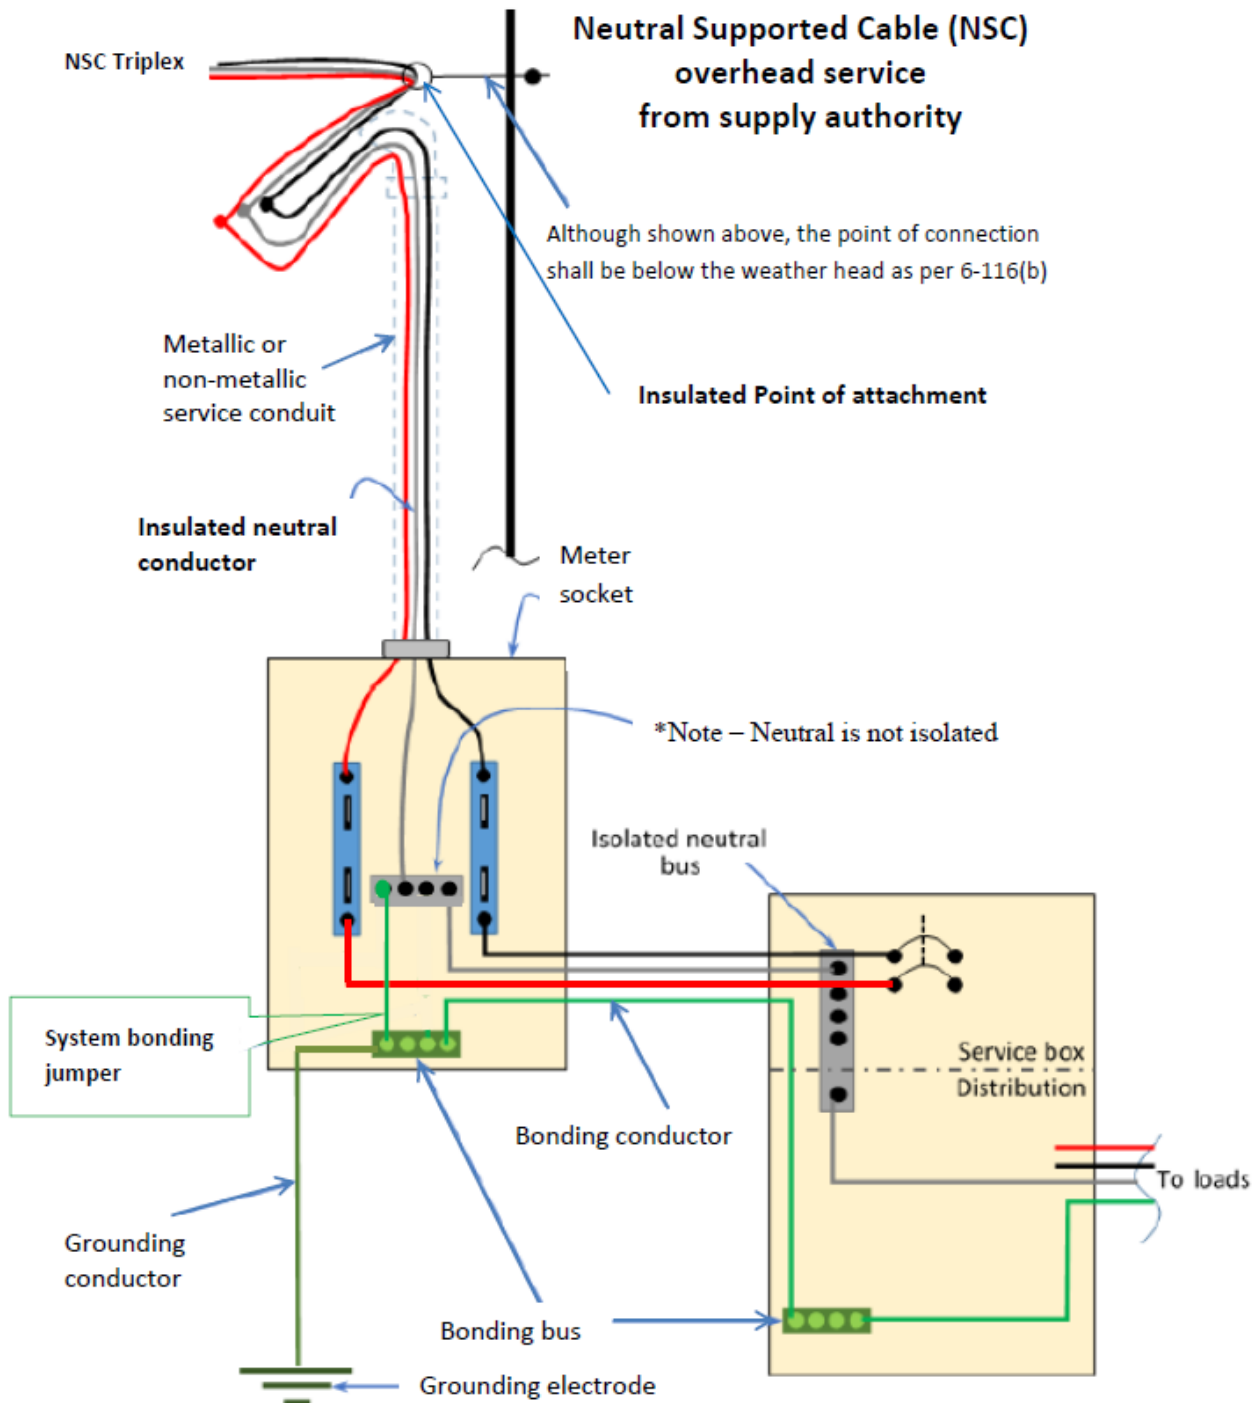 Neutral Supported Cable (NSC)
overhead service
from supply authority
NSC Triplex
Although shown above, the point of connection
shall be below the weather head as per 6-116(b)
Metallic or
non-metallic
service conduit
Insulated Point of attachment
Insulated neutral
conductor
Meter
socket
*Note – Neutral is not isolated
Isolated neutral
bus
System bonding
jumper
Service box
Distribution
Bonding conductor
To loads
Grounding
conductor
Bonding bus
Grounding electrode